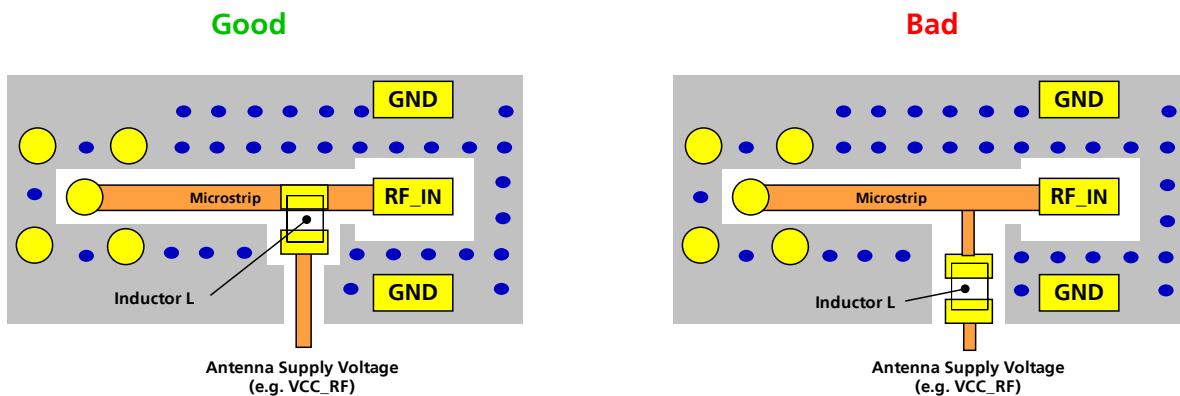 Good
GND
Microstrip
RF_IN
Inductor L
GND
Antenna Supply Voltage
(e.g. VCC_RF)
Bad
GND
Microstrip
RF_IN
Inductor L
GND
Antenna Supply Voltage
(e.g. VCC_RF)